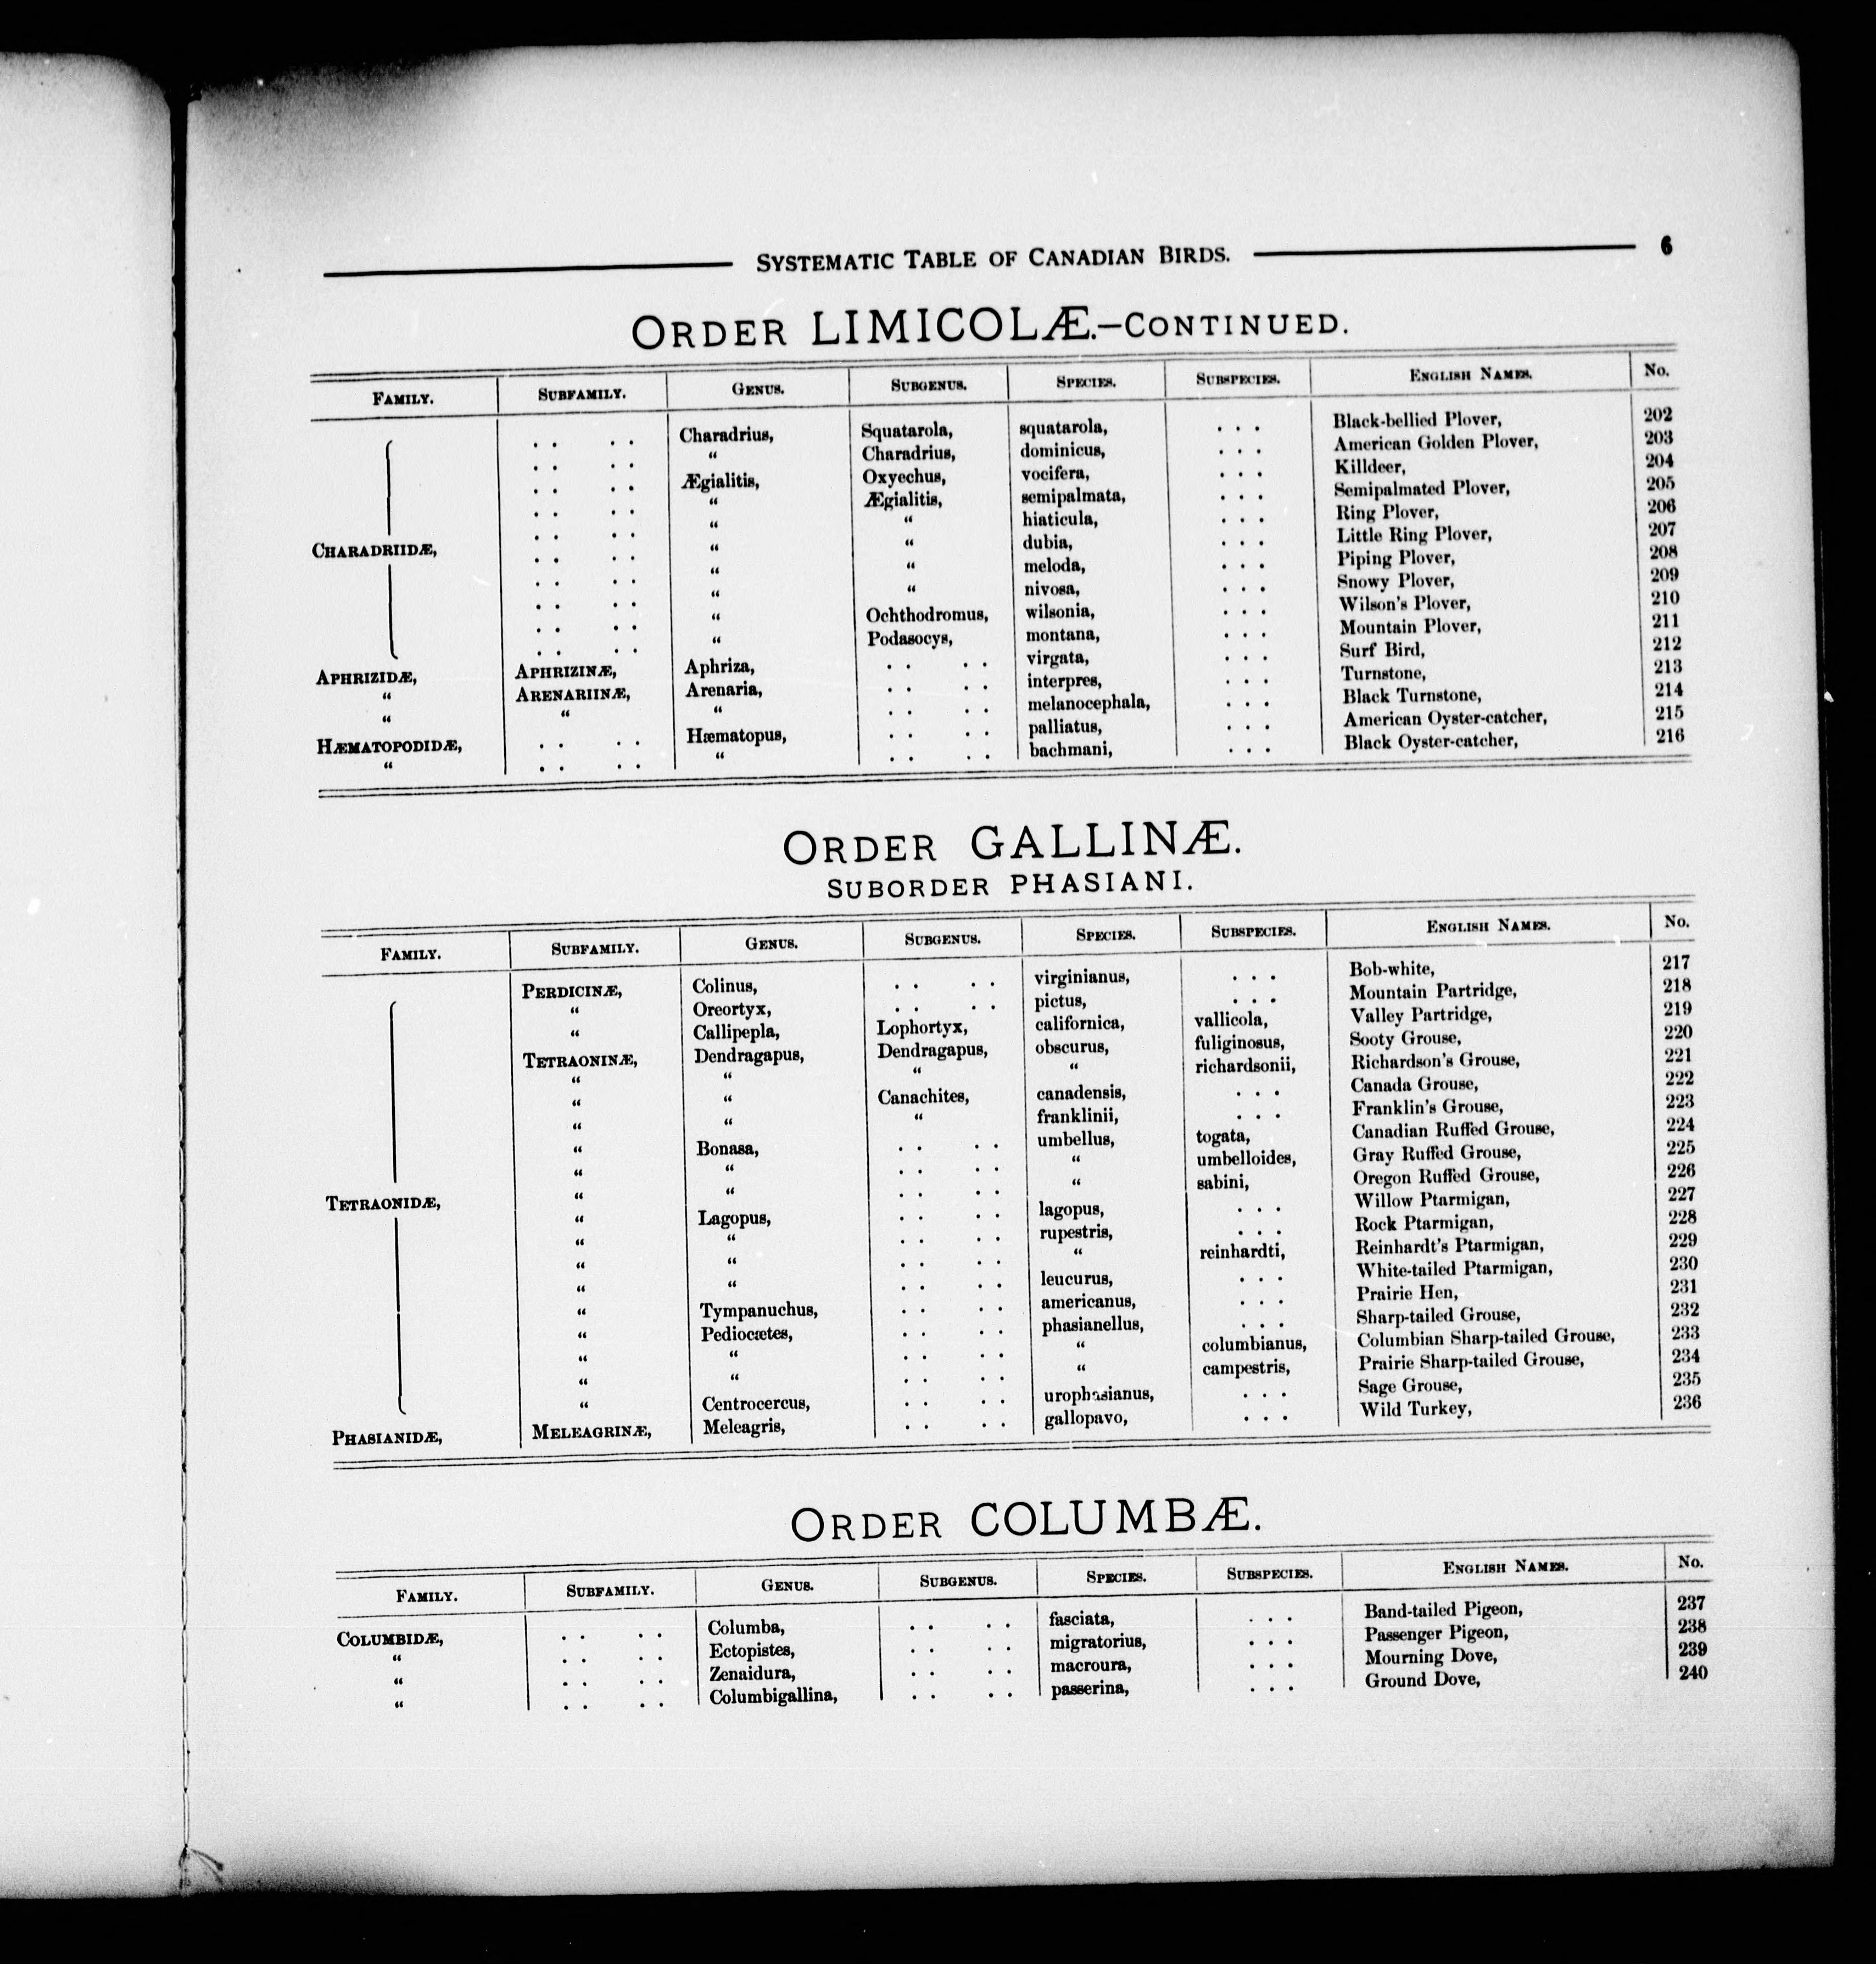 SYSTEMATIC TABLE OF CANADIAN BIRDS. 6
ORDER LIMICOLÆ.—CONTINUED.
FAMILY. SUBFAMILY. GENUS. SUBGENUS. SPECIES. SUBSPECIES. ENGLISH NAMES. No.
. . . . Charadrius, Squatarola, squatarola, . . . Black-bellied Plover, 202
. . . . “ Charadrius, dominicus, . . . American Golden Plover, 203
. . . . Ægialitis, Oxyechus, vocifera, . . . Killdeer, 204
. . . . “ Ægialitis, semipalmata, . . . Semipalmated Plover, 205
. . . . “ “ hiaticula, . . . Ring Plover, 206
CHARADRIIDÆ, . . . . “ “ dubia, . . . Little Ring Plover, 207
. . . . “ “ meloda, . . . Piping Plover, 208
. . . . “ “ nivosa, . . . Snowy Plover, 209
. . . . “ Ochthodromus, wilsonia, . . . Wilson's Plover, 210
. . . . “ Podasocys, montana, . . . Mountain Plover, 211
APHRIZIDÆ, APHRIZINÆ, Aphriza, . . . . virgata, . . . Surf Bird, 212
“ ARENARIINÆ, Arenaria, . . . . interpres, . . . Turnstone, 213
“ “ “ . . . . melanocephala, . . . Black Turnstone, 214
HÆMATOPODIDÆ, . . . . Hæmatopus, . . . . palliatus, . . . American Oyster-catcher, 215
“ . . . . “ . . . . bachmani, . . . Black Oyster-catcher, 216
ORDER GALLINÆ.
SUBORDER PHASIANI.
FAMILY. SUBFAMILY. GENUS. SUBGENUS. SPECIES. SUBSPECIES. ENGLISH NAMES. No.
PERDICINÆ, Colinus, . . . . virginianus, . . . Bob-white, 217
“ Oreortyx, . . . . pictus, . . . Mountain Partridge, 218
“ Callipepla, Lophortyx, californica, vallicola, Valley Partridge, 219
TETRAONINÆ, Dendragapus, Dendragapus, obscurus, fuliginosus, Sooty Grouse, 220
“ “ “ “ richardsonii, Richardson's Grouse, 221
“ “ Canachites, canadensis, . . . Canada Grouse, 222
“ “ “ franklinii, . . . Franklin's Grouse, 223
“ Bonasa, . . . . umbellus, togata, Canadian Ruffed Grouse, 224
“ “ . . . . “ umbelloides, Gray Ruffed Grouse, 225
“ “ . . . . “ sabini, Oregon Ruffed Grouse, 226
TETRAONIDÆ, “ Lagopus, . . . . lagopus, . . . Willow Ptarmigan, 227
“ “ . . . . rupestris, . . . Rock Ptarmigan, 228
“ “ . . . . “ reinhardti, Reinhardt's Ptarmigan, 229
“ “ . . . . leucurus, . . . White-tailed Ptarmigan, 230
“ Tympanuchus, . . . . americanus, . . . Prairie Hen, 231
“ Pediocætes, . . . . phasianellus, . . . Sharp-tailed Grouse, 232
“ “ . . . . “ columbianus, Columbian Sharp-tailed Grouse, 233
“ “ . . . . “ campestris, Prairie Sharp-tailed Grouse, 234
“ Centrocercus, . . . . urophasianus, . . . Sage Grouse, 235
PHASIANIDÆ, MELEAGRINÆ, Meleagris, . . . . gallopavo, . . . Wild Turkey, 236
ORDER COLUMBÆ.
FAMILY. SUBFAMILY. GENUS. SUBGENUS. SPECIES. SUBSPECIES. ENGLISH NAMES. No.
COLUMBIDÆ, . . . . Columba, . . . . fasciata, . . . Band-tailed Pigeon, 237
“ . . . . Ectopistes, . . . . migratorius, . . . Passenger Pigeon, 238
“ . . . . Zenaidura, . . . . macroura, . . . Mourning Dove, 239
“ . . . . Columbigallina, . . . . passerina, . . . Ground Dove, 240